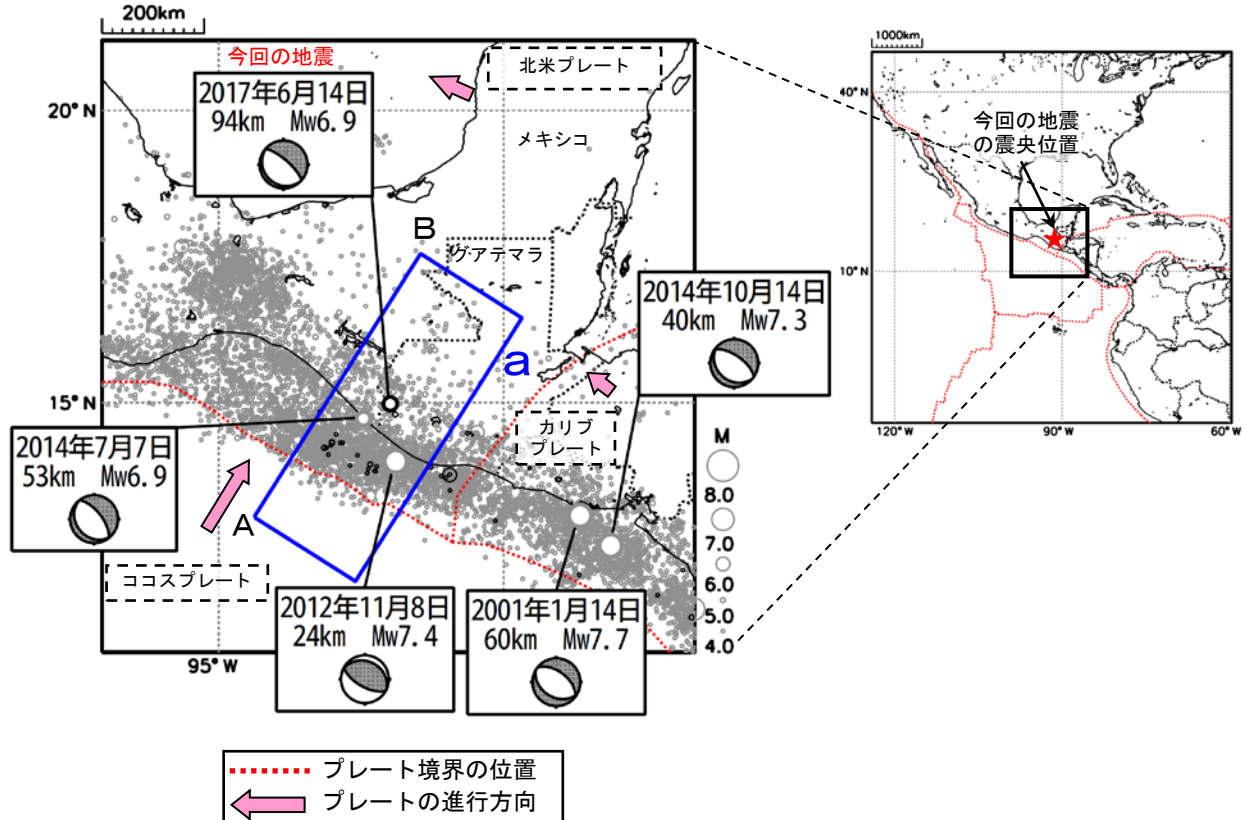 200km
今回の地震
2017年6月14日
94km Mw6.9
北米プレート
20°N
メキシコ
B
グアテマラ
a
2014年10月14日
40km Mw7.3
15°N
カリブ
プレート
2014年7月7日
53km Mw6.9
A
ココスプレート
2012年11月8日
24km Mw7.4
2001年1月14日
60km Mw7.7
95°W
M
8.0
7.0
6.0
5.0
4.0
プレート境界の位置
プレートの進行方向
1000km
40°N
今回の地震
の震央位置
10°N
120°W
90°W
60°W